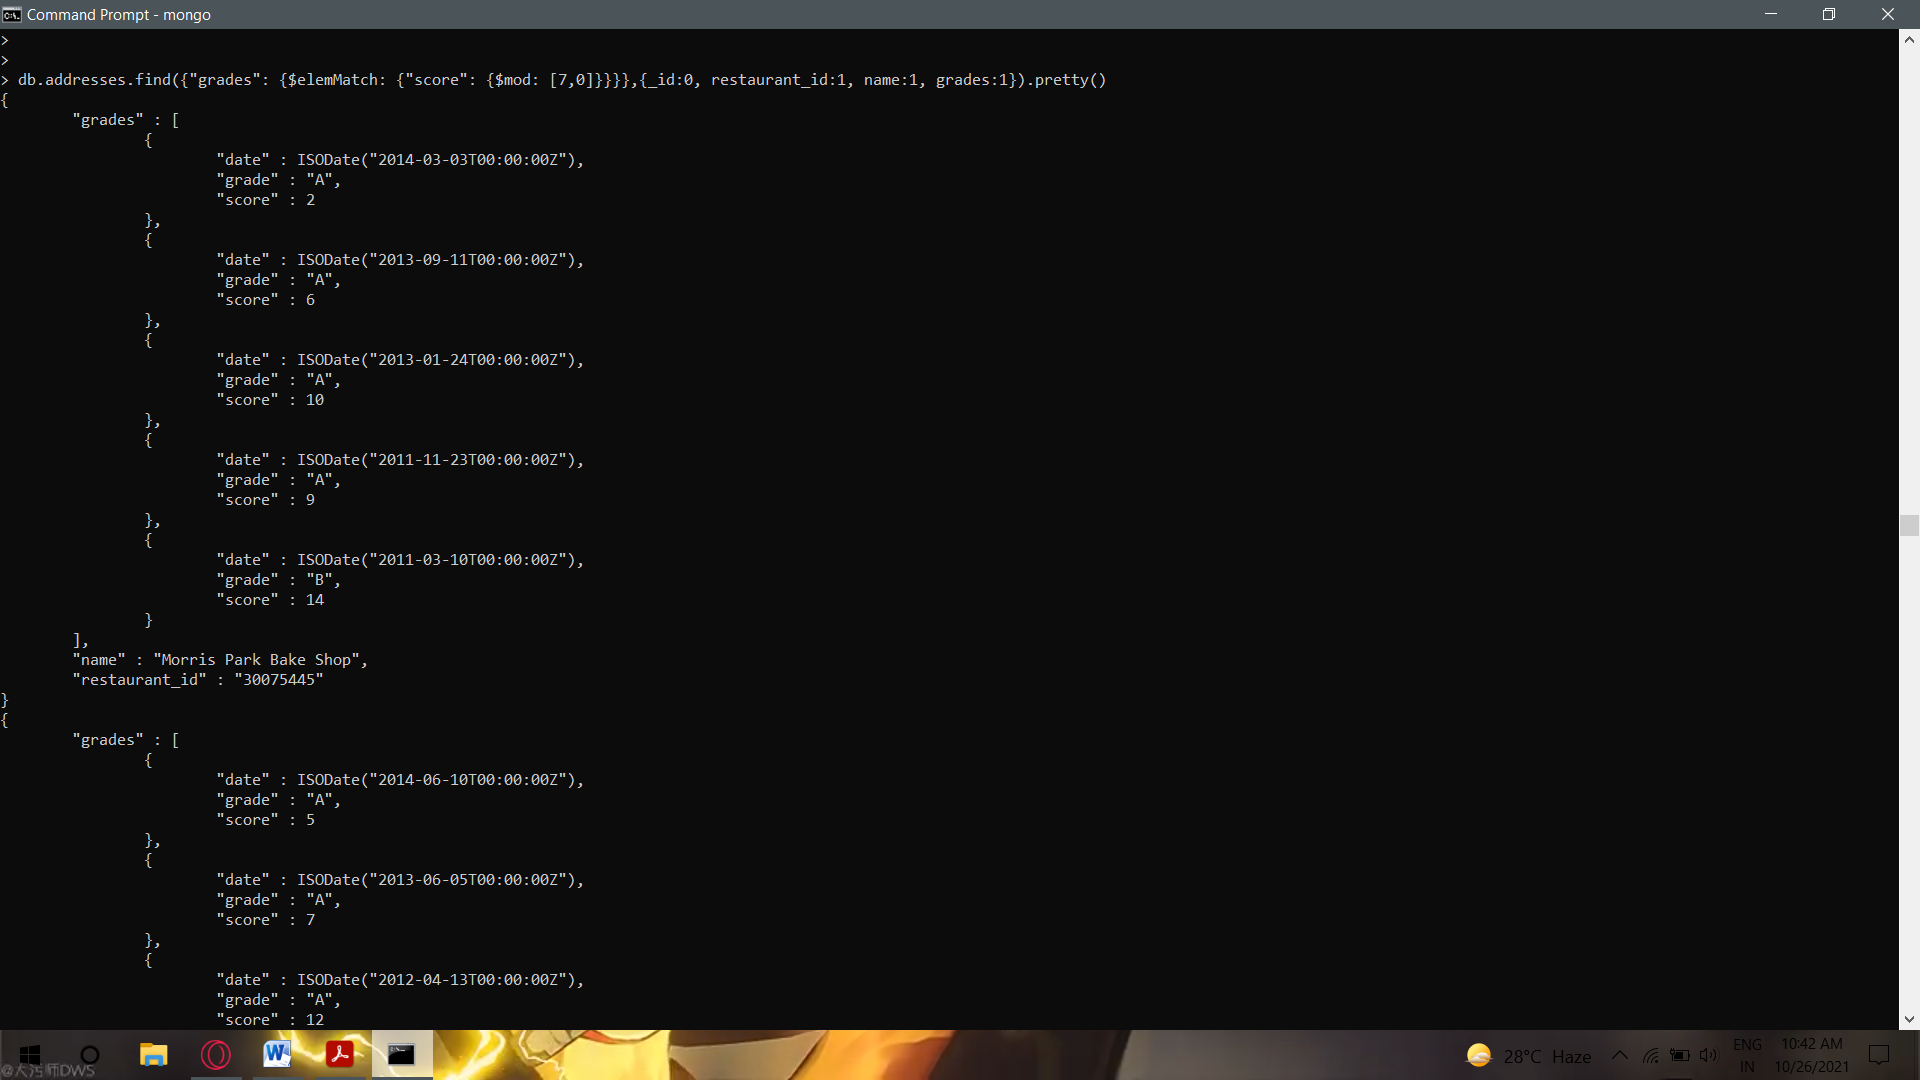 Command Prompt - mongo
>
>
> db.addresses.find({"grades": {$elemMatch: {"score": {$mod: [7,0]}}}},{_id:0, restaurant_id:1, name:1, grades:1}).pretty()
{
"grades" : [
{
"date" : ISODate("2014-03-03T00:00:00Z"),
"grade" : "A",
"score" : 2
},
{
"date" : ISODate("2013-09-11T00:00:00Z"),
"grade" : "A",
"score" : 6
},
{
"date" : ISODate("2013-01-24T00:00:00Z"),
"grade" : "A",
"score" : 10
},
{
"date" : ISODate("2011-11-23T00:00:00Z"),
"grade" : "A",
"score" : 9
},
{
"date" : ISODate("2011-03-10T00:00:00Z"),
"grade" : "B",
"score" : 14
}
],
"name" : "Morris Park Bake Shop",
"restaurant_id" : "30075445"
}
{
"grades" : [
{
"date" : ISODate("2014-06-10T00:00:00Z"),
"grade" : "A",
"score" : 5
},
{
"date" : ISODate("2013-06-05T00:00:00Z"),
"grade" : "A",
"score" : 7
},
{
"date" : ISODate("2012-04-13T00:00:00Z"),
"grade" : "A",
"score" : 12
28°C Haze
ENG
IN
10:42 AM
10/26/2021
@大污师DWS